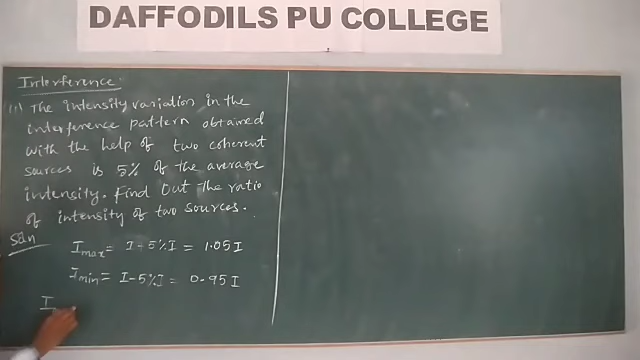 DAFFODILS PU COLLEGE
Interference:
(1) The intensity variation in the
interference pattern obtained
with the help of two coherent
sources is 5% of the average
intensity. Find out the ratio
of intensity of two sources.
Soln
Imax = I - 5% I = 1.05 I
Imin = I - 5% I = 0.95 I
I